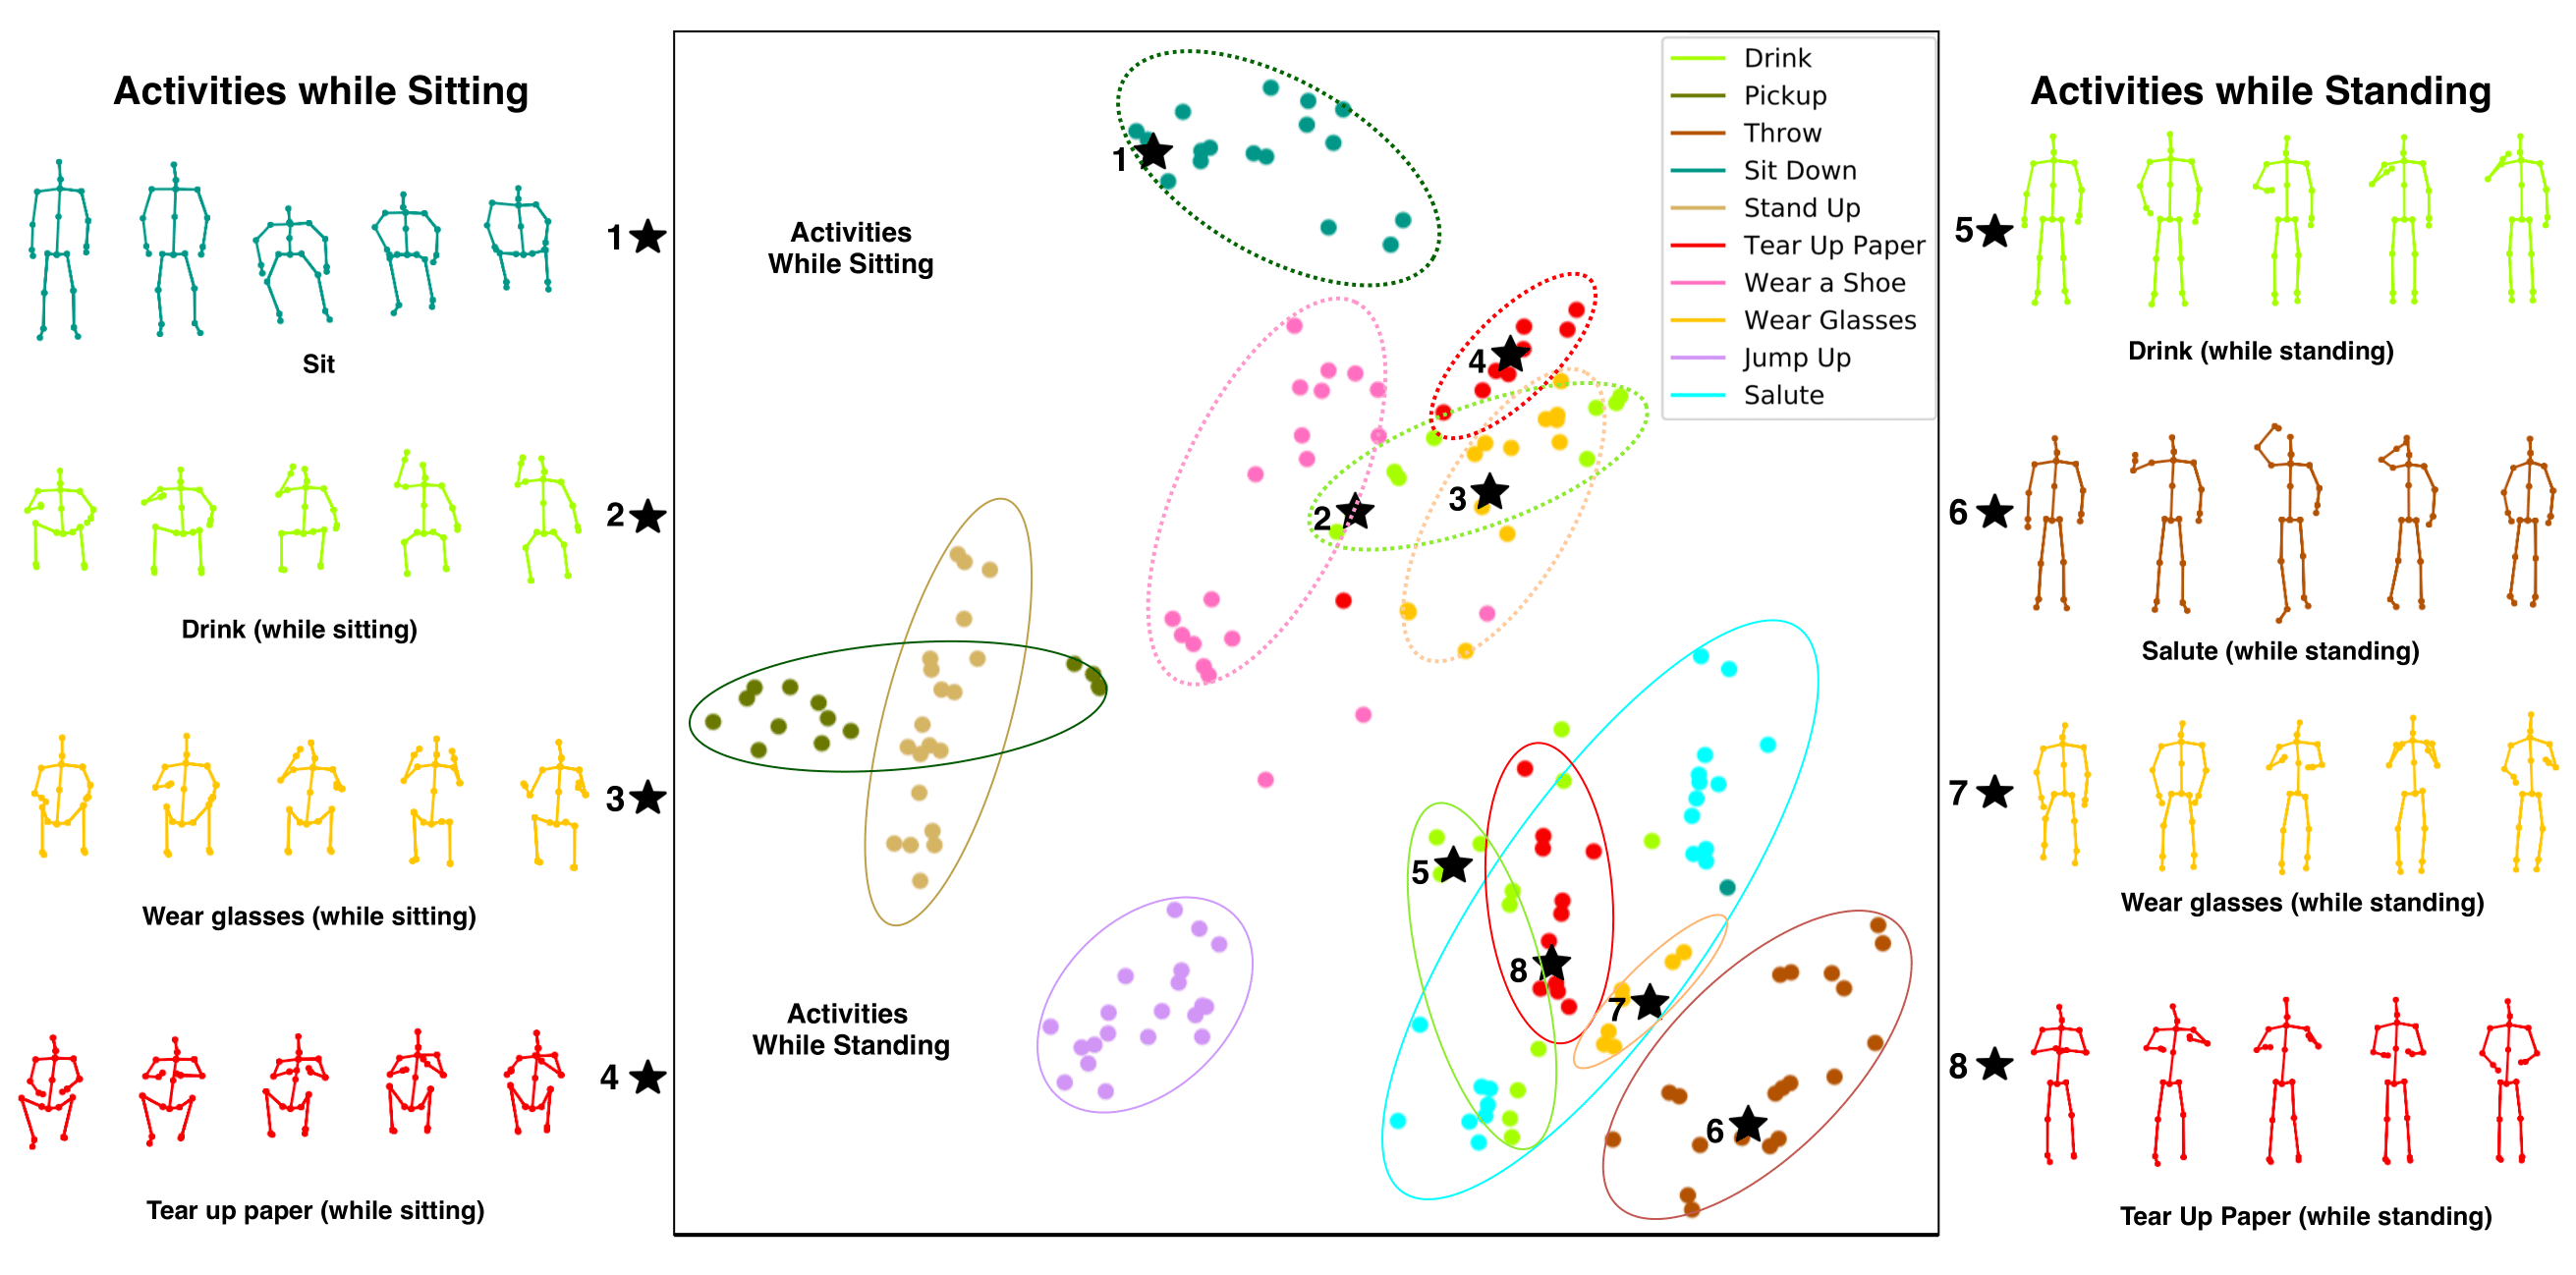 Activities while Sitting
1
Sit
2
Drink (while sitting)
3
Wear glasses (while sitting)
4
Tear up paper (while sitting)
Activities
While Sitting
Activities
While Standing
1
2
3
4
5
6
7
8
Drink
Pickup
Throw
Sit Down
Stand Up
Tear Up Paper
Wear a Shoe
Wear Glasses
Jump Up
Salute
Activities while Standing
5
Drink (while standing)
6
Salute (while standing)
7
Wear glasses (while standing)
8
Tear Up Paper (while standing)